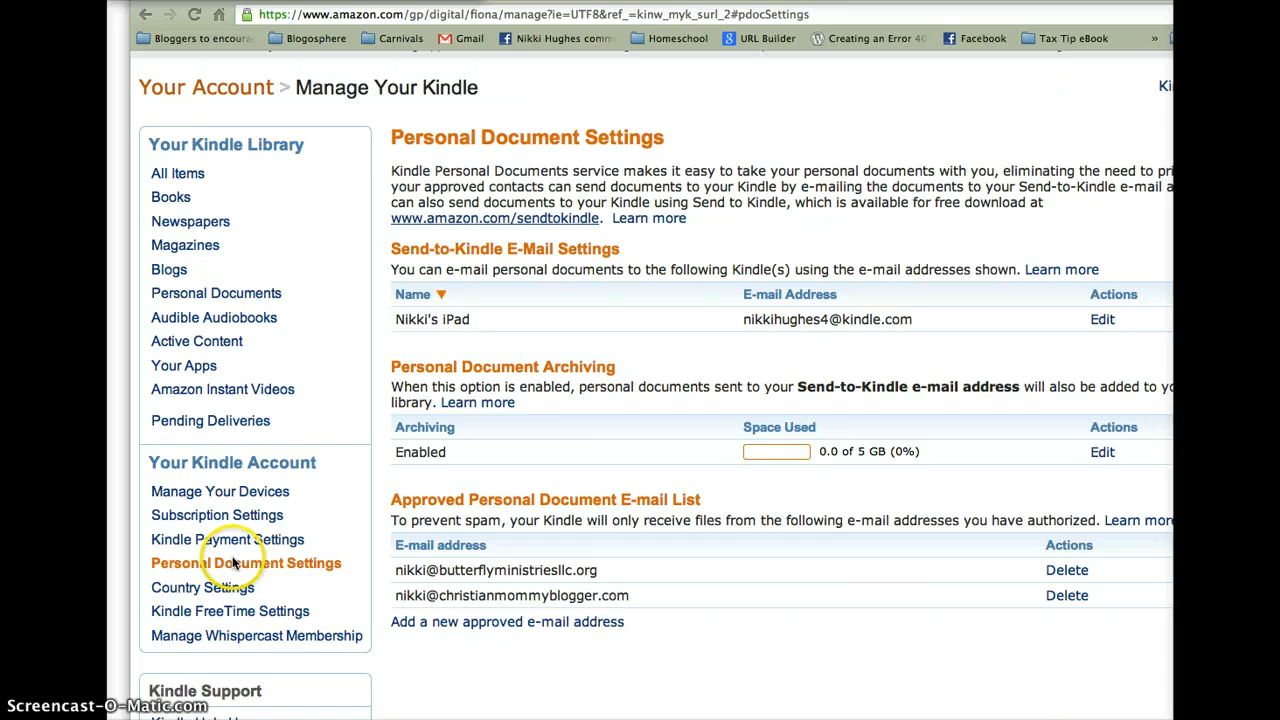 https://www.amazon.com/gp/digital/fiona/manage?ie=UTF8&ref_=kinw_myk_surl_2#pdocSettings
Bloggers to encoura Blogosphere Carnivals Gmail Nikki Hughes comm Homeschool URL Builder Creating an Error 40 Facebook Tax Tip eBook »
Your Account > Manage Your Kindle
Ki
Your Kindle Library
All Items
Books
Newspapers
Magazines
Blogs
Personal Documents
Audible Audiobooks
Active Content
Your Apps
Amazon Instant Videos
Pending Deliveries
Your Kindle Account
Manage Your Devices
Subscription Settings
Kindle Payment Settings
Personal Document Settings
Country Settings
Kindle FreeTime Settings
Manage Whispercast Membership
Kindle Support
Personal Document Settings
Kindle Personal Documents service makes it easy to take your personal documents with you, eliminating the need to pri
your approved contacts can send documents to your Kindle by e-mailing the documents to your Send-to-Kindle e-mail a
can also send documents to your Kindle using Send to Kindle, which is available for free download at
www.amazon.com/sendtokindle. Learn more
Send-to-Kindle E-Mail Settings
You can e-mail personal documents to the following Kindle(s) using the e-mail addresses shown. Learn more
Name E-mail Address Actions
Nikki's iPad nikkihughes4@kindle.com Edit
Personal Document Archiving
When this option is enabled, personal documents sent to your Send-to-Kindle e-mail address will also be added to yo
library. Learn more
Archiving Space Used Actions
Enabled 0.0 of 5 GB (0%) Edit
Approved Personal Document E-mail List
To prevent spam, your Kindle will only receive files from the following e-mail addresses you have authorized. Learn more
E-mail address Actions
nikki@butterflyministriesllc.org Delete
nikki@christianmommyblogger.com Delete
Add a new approved e-mail address
Screencast-O-Matic.com